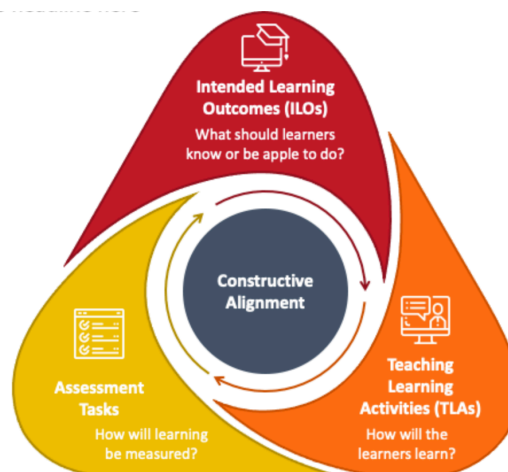 Intended Learning
Outcomes (ILOs)
What should learners
know or be apple to do?
Constructive
Alignment
Teaching
Learning
Activities (TLAs)
How will the
learners learn?
Assessment
Tasks
How will learning
be measured?